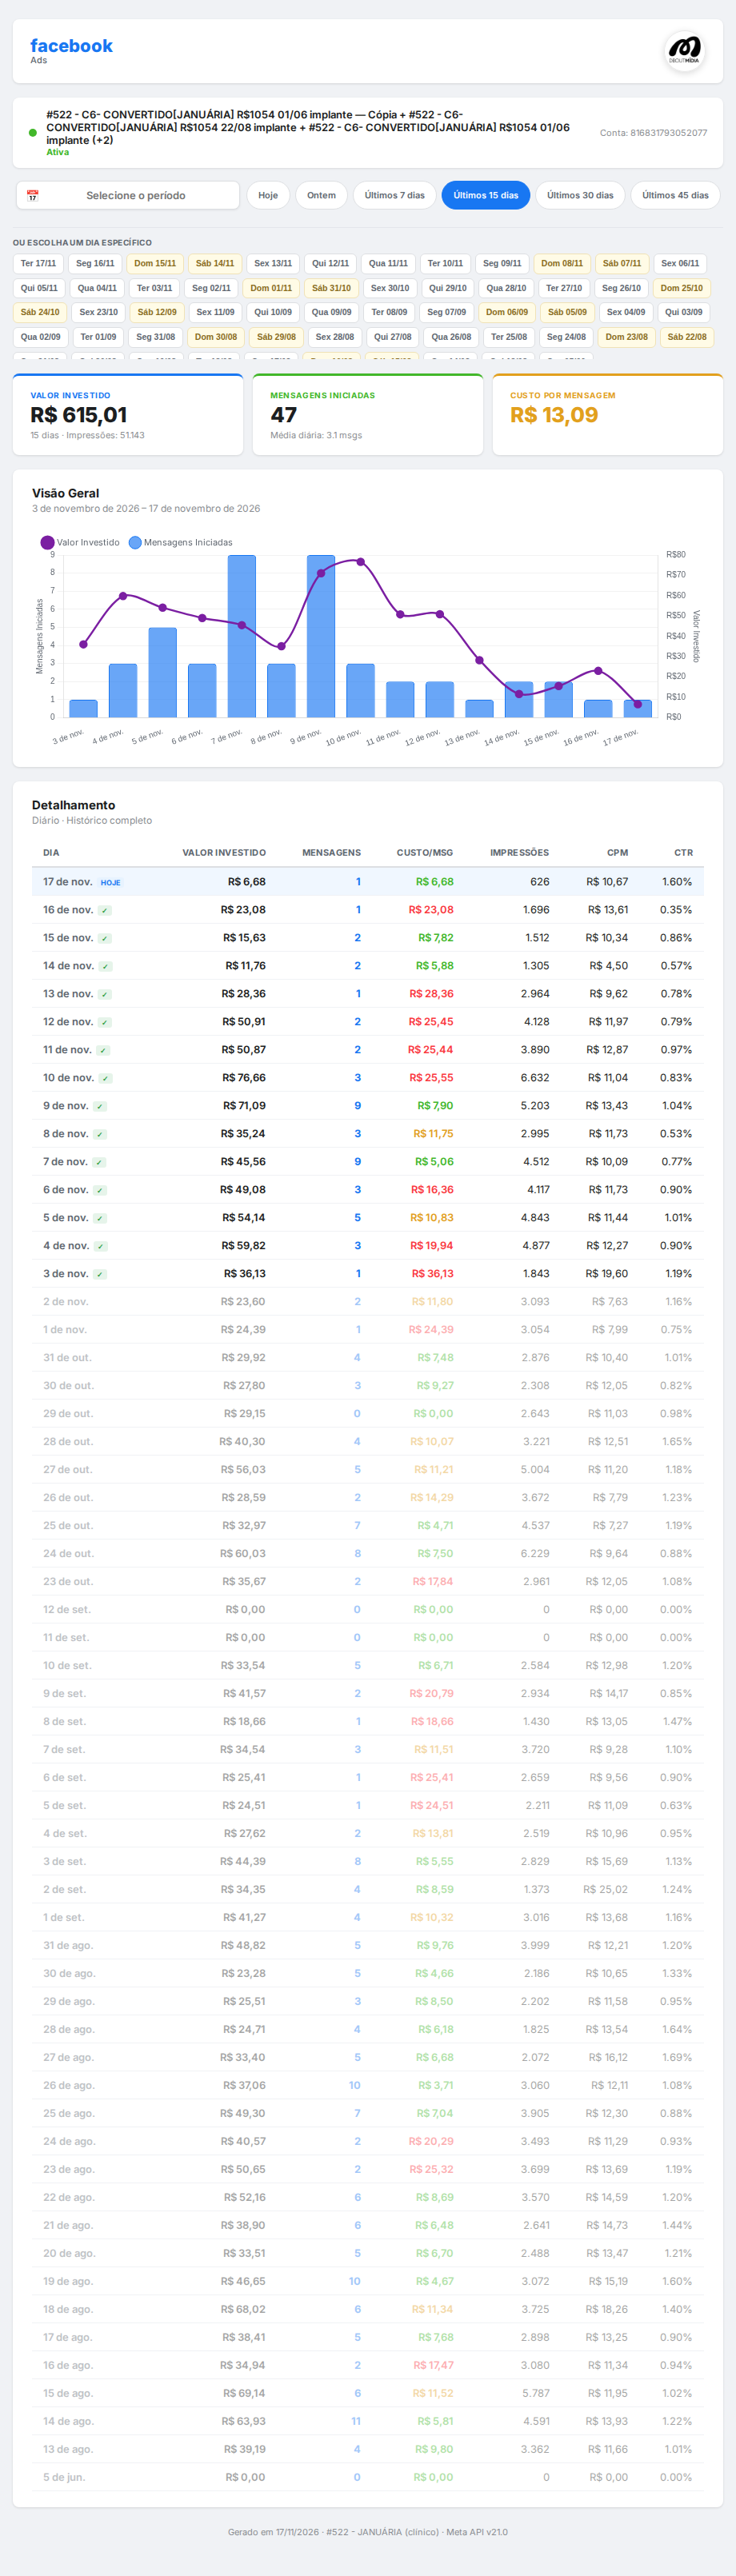 facebook
Ads
DEOUTMÍDIA
#522 - C6- CONVERTIDO[JANUÁRIA] R$1054 01/06 implante — Cópia + #522 - C6-
CONVERTIDO[JANUÁRIA] R$1054 22/08 implante + #522 - C6- CONVERTIDO[JANUÁRIA] R$1054 01/06
implante (+2)
Ativa
Conta: 816831793052077
Selecione o período
Hoje
Ontem
Últimos 7 dias
Últimos 15 dias
Últimos 30 dias
Últimos 45 dias
OU ESCOLHA UM DIA ESPECÍFICO
Ter 17/11 Seg 16/11 Dom 15/11 Sáb 14/11 Sex 13/11 Qui 12/11 Qua 11/11 Ter 10/11 Seg 09/11 Dom 08/11 Sáb 07/11 Sex 06/11
Qui 05/11 Qua 04/11 Ter 03/11 Seg 02/11 Dom 01/11 Sáb 31/10 Sex 30/10 Qui 29/10 Qua 28/10 Ter 27/10 Seg 26/10 Dom 25/10
Sáb 24/10 Sex 23/10 Sáb 12/09 Sex 11/09 Qui 10/09 Qua 09/09 Ter 08/09 Seg 07/09 Dom 06/09 Sáb 05/09 Sex 04/09 Qui 03/09
Qua 02/09 Ter 01/09 Seg 31/08 Dom 30/08 Sáb 29/08 Sex 28/08 Qui 27/08 Qua 26/08 Ter 25/08 Seg 24/08 Dom 23/08 Sáb 22/08
VALOR INVESTIDO
R$ 615,01
15 dias · Impressões: 51.143
MENSAGENS INICIADAS
47
Média diária: 3.1 msgs
CUSTO POR MENSAGEM
R$ 13,09
Visão Geral
3 de novembro de 2026 – 17 de novembro de 2026
Valor Investido Mensagens Iniciadas
Mensagens Iniciadas
9
8
7
6
5
4
3
2
1
0
R$80
R$70
R$60
R$50
R$40
R$30
R$20
R$10
R$0
Valor Investido
3 de nov. 4 de nov. 5 de nov. 6 de nov. 7 de nov. 8 de nov. 9 de nov. 10 de nov. 11 de nov. 12 de nov. 13 de nov. 14 de nov. 15 de nov. 16 de nov. 17 de nov.
Detalhamento
Diário · Histórico completo
DIA VALOR INVESTIDO MENSAGENS CUSTO/MSG IMPRESSÕES CPM CTR
17 de nov. HOJE R$ 6,68 1 R$ 6,68 626 R$ 10,67 1.60%
16 de nov. ✓ R$ 23,08 1 R$ 23,08 1.696 R$ 13,61 0.35%
15 de nov. ✓ R$ 15,63 2 R$ 7,82 1.512 R$ 10,34 0.86%
14 de nov. ✓ R$ 11,76 2 R$ 5,88 1.305 R$ 4,50 0.57%
13 de nov. ✓ R$ 28,36 1 R$ 28,36 2.964 R$ 9,62 0.78%
12 de nov. ✓ R$ 50,91 2 R$ 25,45 4.128 R$ 11,97 0.79%
11 de nov. ✓ R$ 50,87 2 R$ 25,44 3.890 R$ 12,87 0.97%
10 de nov. ✓ R$ 76,66 3 R$ 25,55 6.632 R$ 11,04 0.83%
9 de nov. ✓ R$ 71,09 9 R$ 7,90 5.203 R$ 13,43 1.04%
8 de nov. ✓ R$ 35,24 3 R$ 11,75 2.995 R$ 11,73 0.53%
7 de nov. ✓ R$ 45,56 9 R$ 5,06 4.512 R$ 10,09 0.77%
6 de nov. ✓ R$ 49,08 3 R$ 16,36 4.117 R$ 11,73 0.90%
5 de nov. ✓ R$ 54,14 5 R$ 10,83 4.843 R$ 11,44 1.01%
4 de nov. ✓ R$ 59,82 3 R$ 19,94 4.877 R$ 12,27 0.90%
3 de nov. ✓ R$ 36,13 1 R$ 36,13 1.843 R$ 19,60 1.19%
2 de nov. R$ 23,60 2 R$ 11,80 3.093 R$ 7,63 1.16%
1 de nov. R$ 24,39 1 R$ 24,39 3.054 R$ 7,99 0.75%
31 de out. R$ 29,92 4 R$ 7,48 2.876 R$ 10,40 1.01%
30 de out. R$ 27,80 3 R$ 9,27 2.308 R$ 12,05 0.82%
29 de out. R$ 29,15 0 R$ 0,00 2.643 R$ 11,03 0.98%
28 de out. R$ 40,30 4 R$ 10,07 3.221 R$ 12,51 1.65%
27 de out. R$ 56,03 5 R$ 11,21 5.004 R$ 11,20 1.18%
26 de out. R$ 28,59 2 R$ 14,29 3.672 R$ 7,79 1.23%
25 de out. R$ 32,97 7 R$ 4,71 4.537 R$ 7,27 1.19%
24 de out. R$ 60,03 8 R$ 7,50 6.229 R$ 9,64 0.88%
23 de out. R$ 35,67 2 R$ 17,84 2.961 R$ 12,05 1.08%
12 de set. R$ 0,00 0 R$ 0,00 0 R$ 0,00 0.00%
11 de set. R$ 0,00 0 R$ 0,00 0 R$ 0,00 0.00%
10 de set. R$ 33,54 5 R$ 6,71 2.584 R$ 12,98 1.20%
9 de set. R$ 41,57 2 R$ 20,79 2.934 R$ 14,17 0.85%
8 de set. R$ 18,66 1 R$ 18,66 1.430 R$ 13,05 1.47%
7 de set. R$ 34,54 3 R$ 11,51 3.720 R$ 9,28 1.10%
6 de set. R$ 25,41 1 R$ 25,41 2.659 R$ 9,56 0.90%
5 de set. R$ 24,51 1 R$ 24,51 2.211 R$ 11,09 0.63%
4 de set. R$ 27,62 2 R$ 13,81 2.519 R$ 10,96 0.95%
3 de set. R$ 44,39 8 R$ 5,55 2.829 R$ 15,69 1.13%
2 de set. R$ 34,35 4 R$ 8,59 1.373 R$ 25,02 1.24%
1 de set. R$ 41,27 4 R$ 10,32 3.016 R$ 13,68 1.16%
31 de ago. R$ 48,82 5 R$ 9,76 3.999 R$ 12,21 1.20%
30 de ago. R$ 23,28 5 R$ 4,66 2.186 R$ 10,65 1.33%
29 de ago. R$ 25,51 3 R$ 8,50 2.202 R$ 11,58 0.95%
28 de ago. R$ 24,71 4 R$ 6,18 1.825 R$ 13,54 1.64%
27 de ago. R$ 33,40 5 R$ 6,68 2.072 R$ 16,12 1.69%
26 de ago. R$ 37,06 10 R$ 3,71 3.060 R$ 12,11 1.08%
25 de ago. R$ 49,30 7 R$ 7,04 3.905 R$ 12,30 0.88%
24 de ago. R$ 40,57 2 R$ 20,29 3.493 R$ 11,29 0.93%
23 de ago. R$ 50,65 2 R$ 25,32 3.699 R$ 13,69 1.19%
22 de ago. R$ 52,16 6 R$ 8,69 3.570 R$ 14,59 1.20%
21 de ago. R$ 38,90 6 R$ 6,48 2.641 R$ 14,73 1.44%
20 de ago. R$ 33,51 5 R$ 6,70 2.488 R$ 13,47 1.21%
19 de ago. R$ 46,65 10 R$ 4,67 3.072 R$ 15,19 1.60%
18 de ago. R$ 68,02 6 R$ 11,34 3.725 R$ 18,26 1.40%
17 de ago. R$ 38,41 5 R$ 7,68 2.898 R$ 13,25 0.90%
16 de ago. R$ 34,94 2 R$ 17,47 3.080 R$ 11,34 0.94%
15 de ago. R$ 69,14 6 R$ 11,52 5.787 R$ 11,95 1.02%
14 de ago. R$ 63,93 11 R$ 5,81 4.591 R$ 13,93 1.22%
13 de ago. R$ 39,19 4 R$ 9,80 3.362 R$ 11,66 1.01%
5 de jun. R$ 0,00 0 R$ 0,00 0 R$ 0,00 0.00%
Gerado em 17/11/2026 · #522 - JANUÁRIA (clínico) · Meta API v21.0